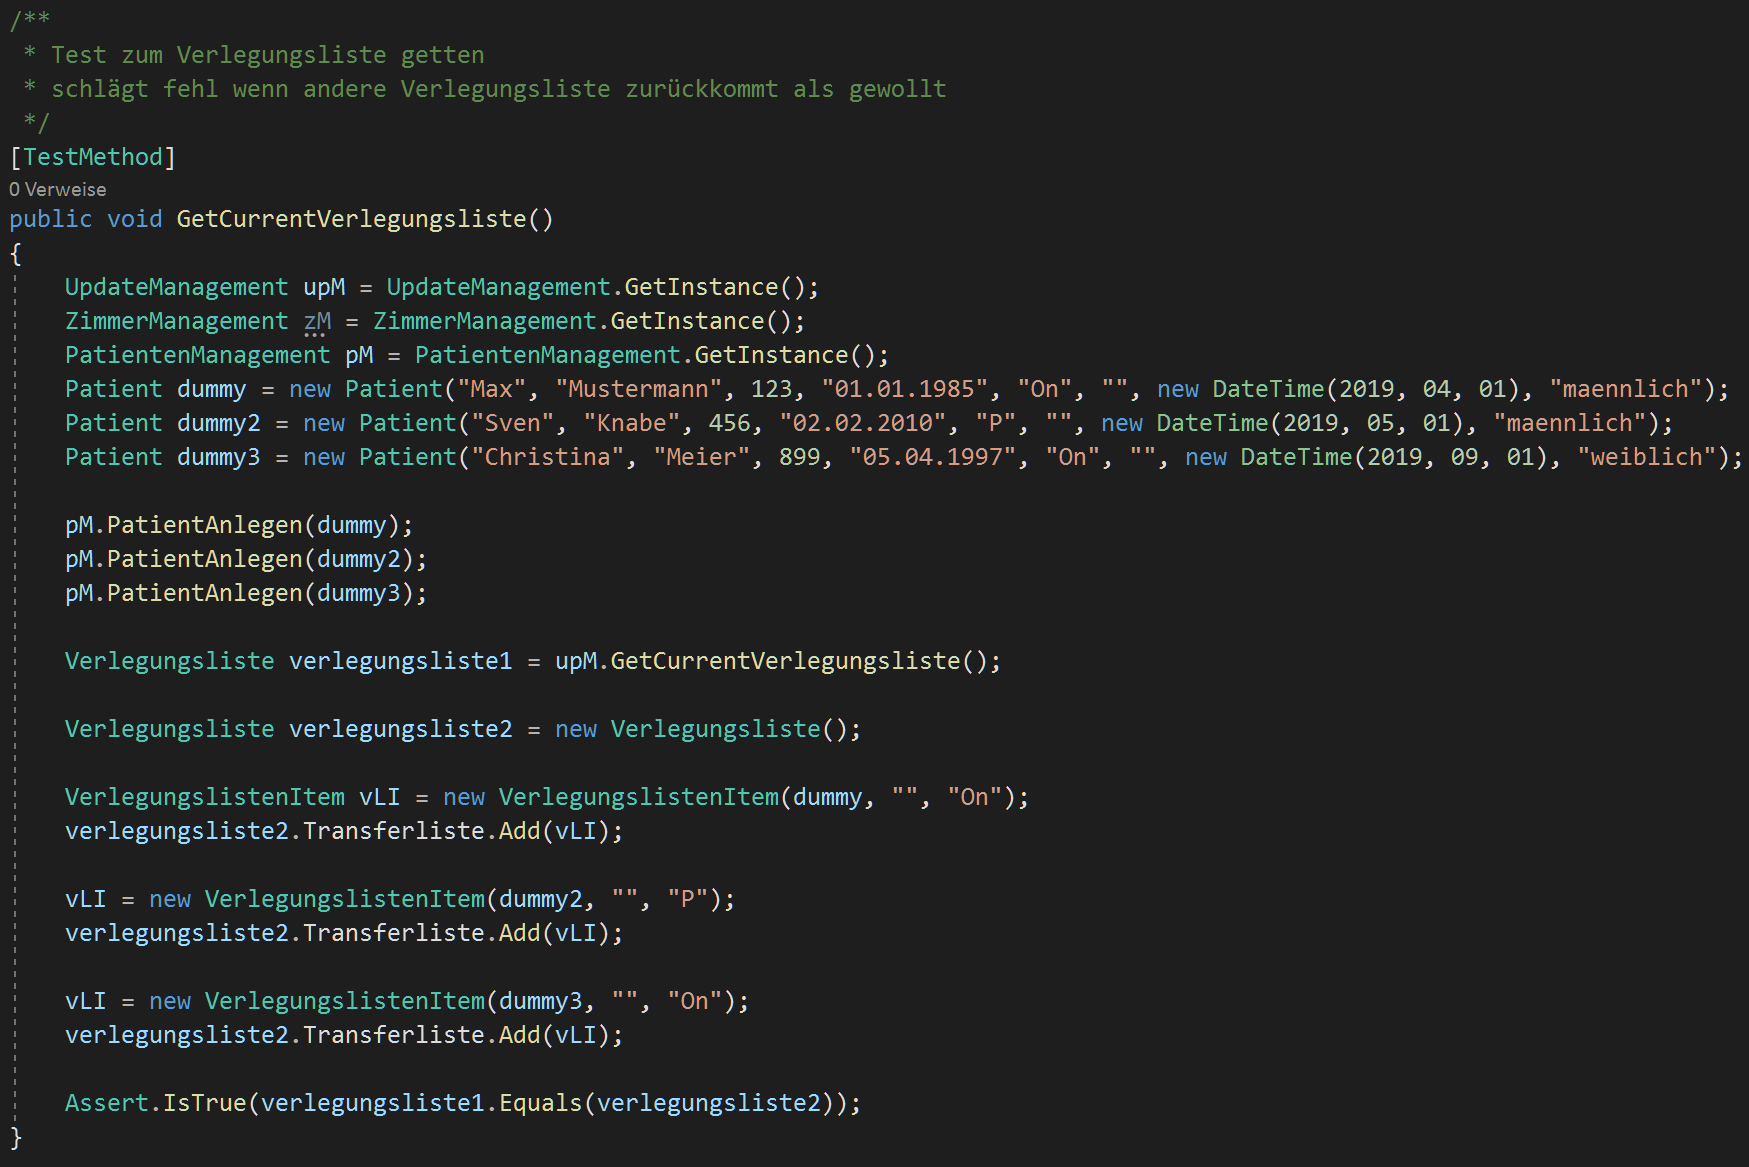 /**
 * Test zum Verlegungsliste getten
 * schlägt fehl wenn andere Verlegungsliste zurückkommt als gewollt
 */
[TestMethod]
0 Verweise
public void GetCurrentVerlegungsliste()
{
    UpdateManagement upM = UpdateManagement.GetInstance();
    ZimmerManagement zM = ZimmerManagement.GetInstance();
    PatientenManagement pM = PatientenManagement.GetInstance();
    Patient dummy = new Patient("Max", "Mustermann", 123, "01.01.1985", "On", "", new DateTime(2019, 04, 01), "maennlich");
    Patient dummy2 = new Patient("Sven", "Knabe", 456, "02.02.2010", "P", "", new DateTime(2019, 05, 01), "maennlich");
    Patient dummy3 = new Patient("Christina", "Meier", 899, "05.04.1997", "On", "", new DateTime(2019, 09, 01), "weiblich");

    pM.PatientAnlegen(dummy);
    pM.PatientAnlegen(dummy2);
    pM.PatientAnlegen(dummy3);

    Verlegungsliste verlegungsliste1 = upM.GetCurrentVerlegungsliste();

    Verlegungsliste verlegungsliste2 = new Verlegungsliste();

    VerlegungslistenItem vLI = new VerlegungslistenItem(dummy, "", "On");
    verlegungsliste2.Transferliste.Add(vLI);

    vLI = new VerlegungslistenItem(dummy2, "", "P");
    verlegungsliste2.Transferliste.Add(vLI);

    vLI = new VerlegungslistenItem(dummy3, "", "On");
    verlegungsliste2.Transferliste.Add(vLI);

    Assert.IsTrue(verlegungsliste1.Equals(verlegungsliste2));
}